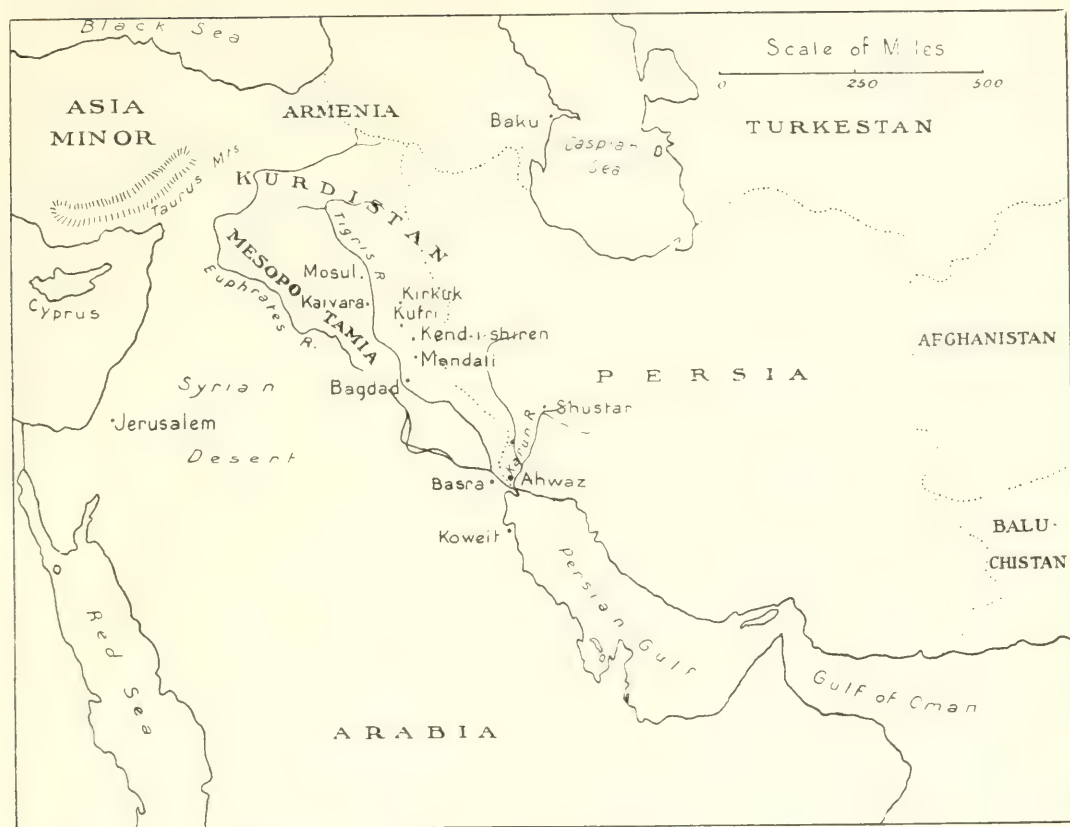 Black Sea
Scale of Miles
0 250 500
ASIA
MINOR
ARMENIA
Baku
Caspian
Sea
TURKESTAN
Taurus Mts
KURDISTAN
Tigris R
MESOPOTAMIA
Euphrates R.
Mosul
Kaivara
Kirkuk
Kufri
Kend-i-shiren
Mendali
Cyprus
AFGHANISTAN
PERSIA
Syrian
Desert
Bagdad
Jerusalem
Shustar
Karun R.
Basra
Ahwaz
Koweit
BALU-
CHISTAN
Persian Gulf
Red Sea
Gulf of Oman
ARABIA